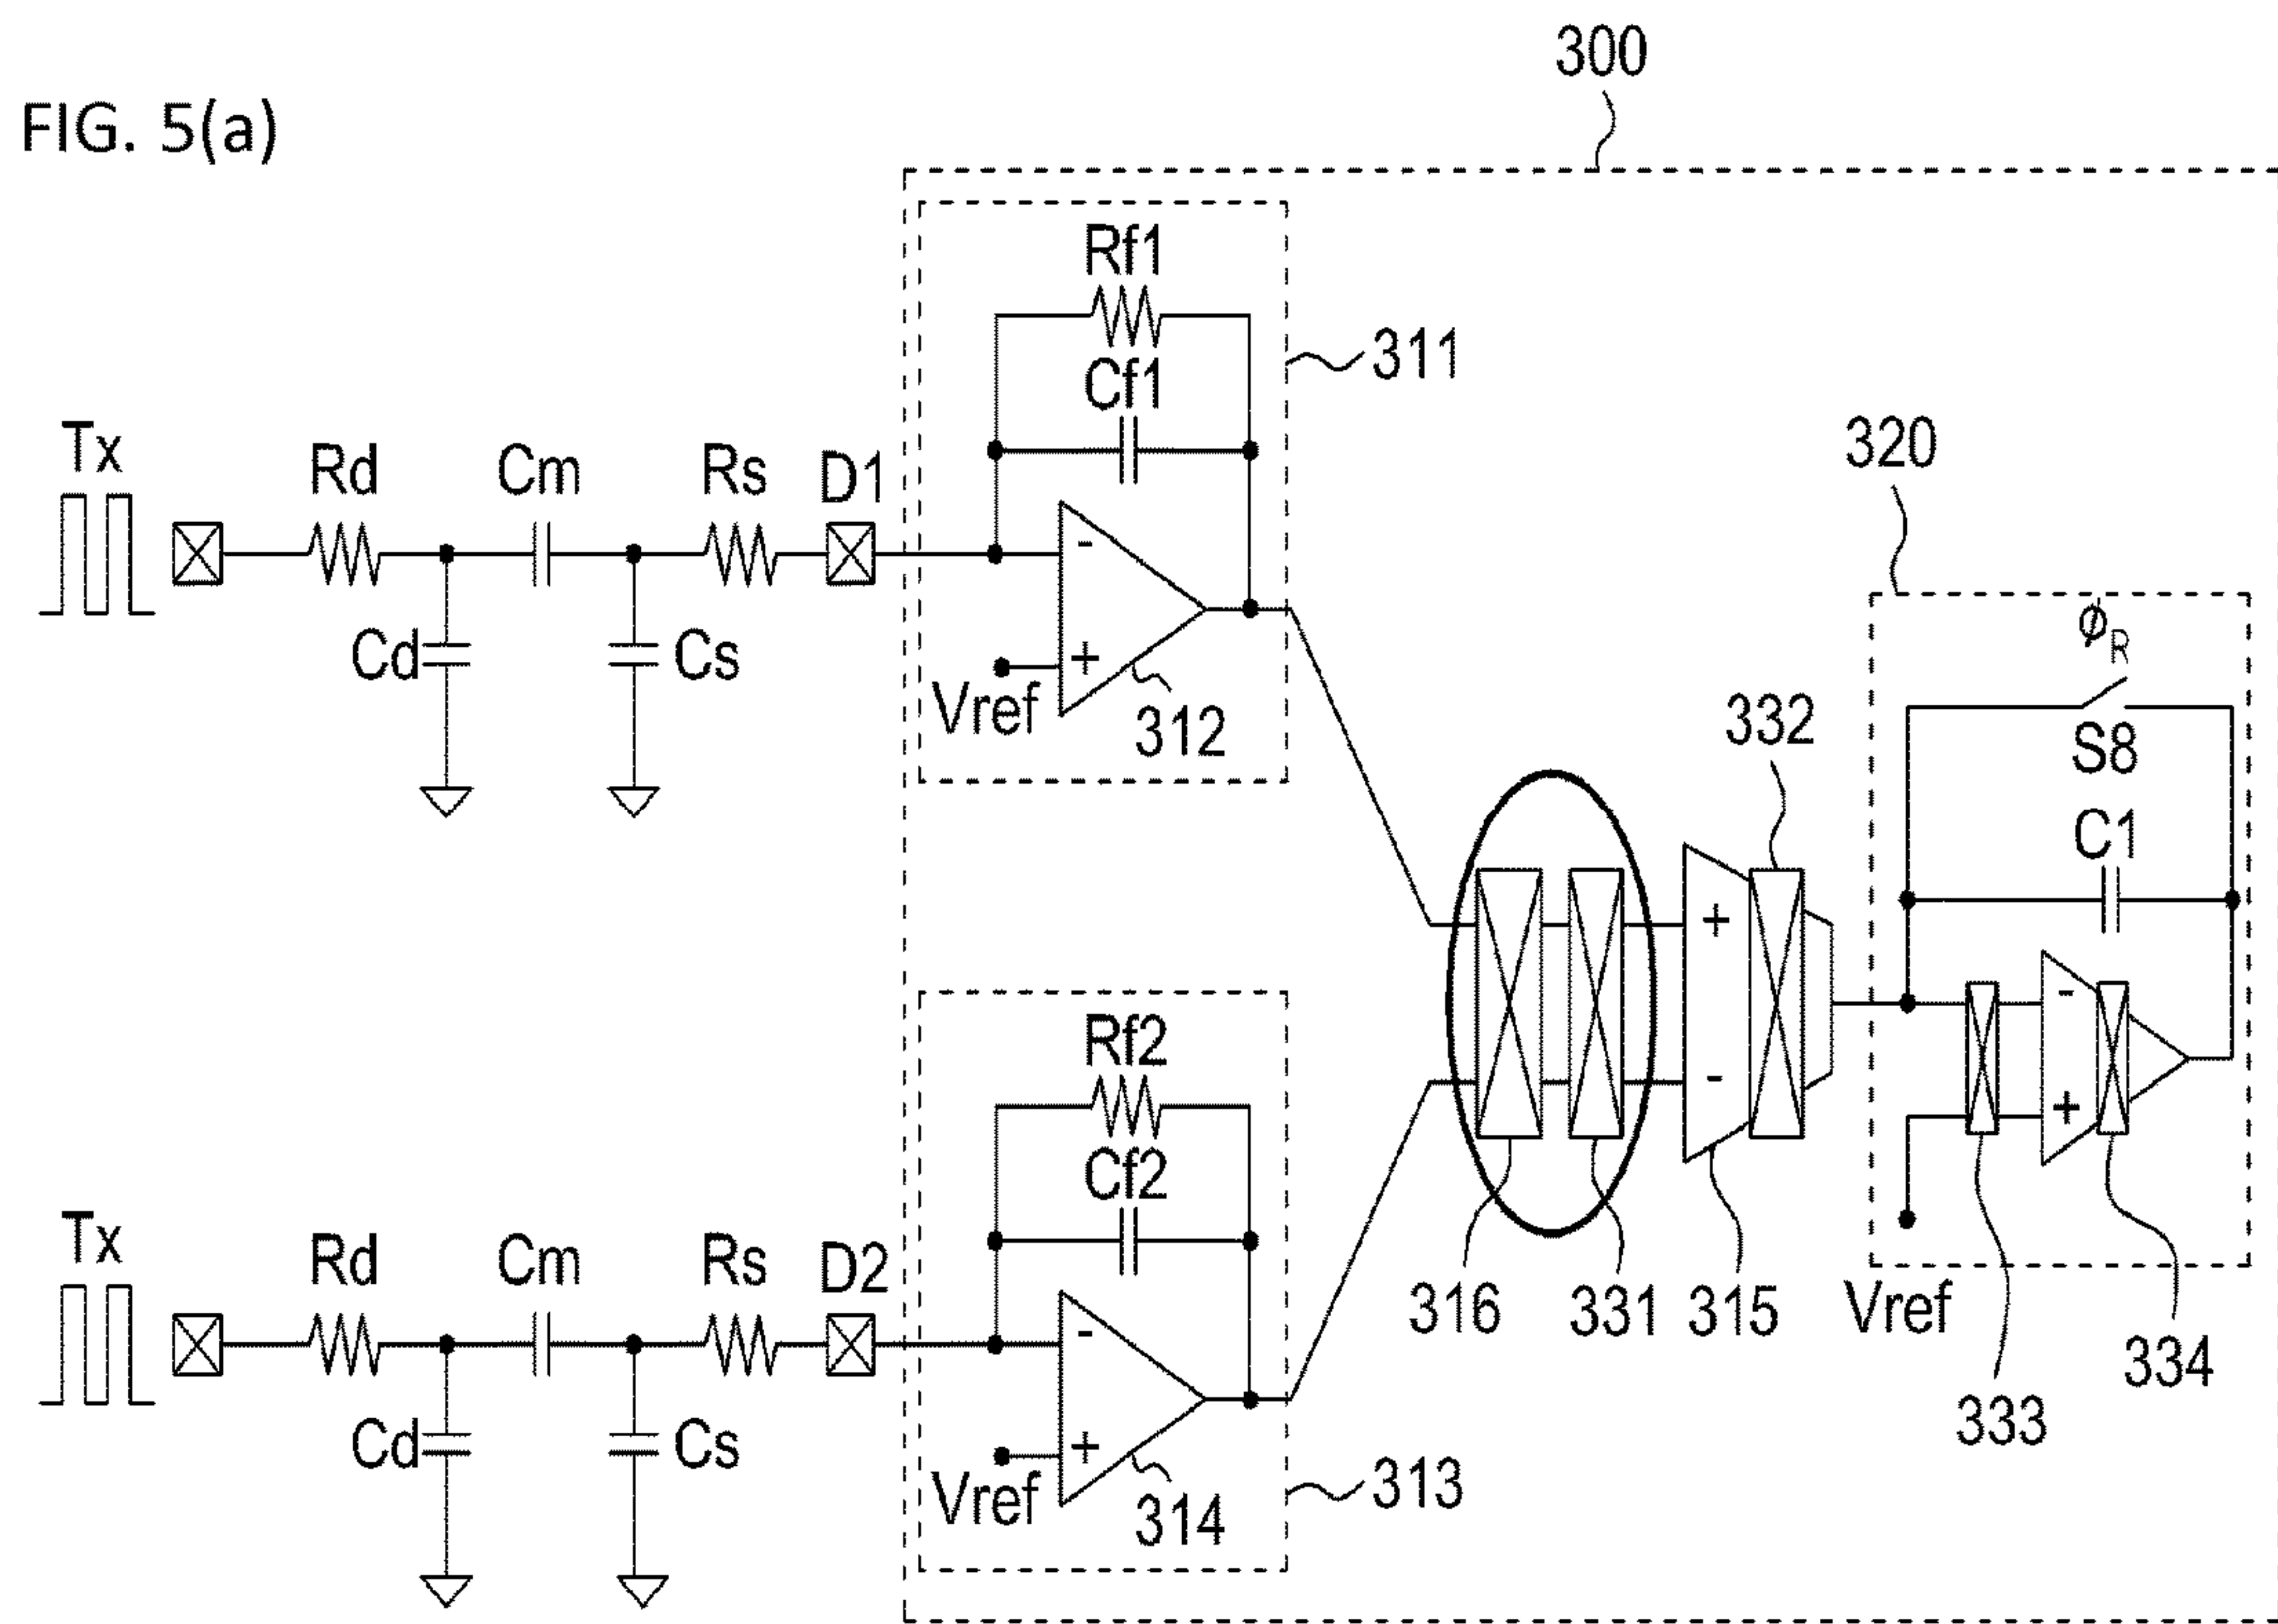 300
FIG. 5(a)
Rf1
311
Cf1
320
Tx
Rd
Cm
Rs
D1
-
ϕR
Cd
Cs
+
Vref
312
332
S8
C1
+
-
-
+
Rf2
Cf2
316
331
315
Vref
334
333
Tx
Rd
Cm
Rs
D2
-
Cd
Cs
+
Vref
314
313